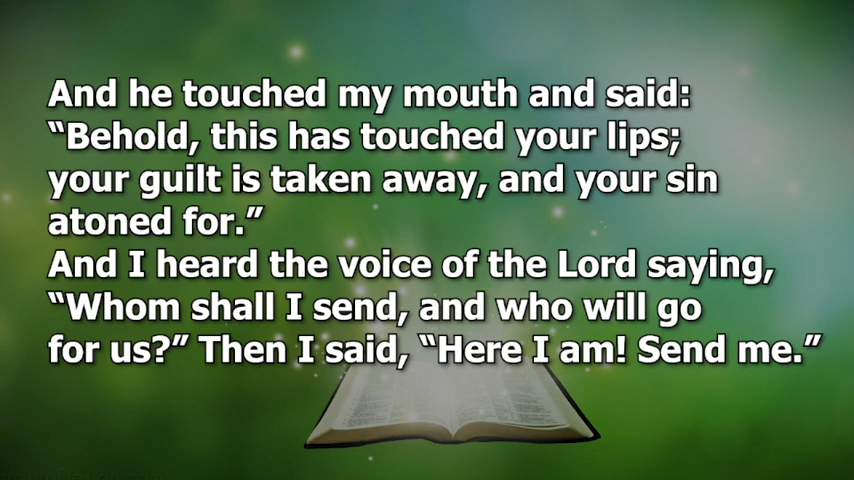 And he touched my mouth and said:
“Behold, this has touched your lips;
your guilt is taken away, and your sin
atoned for.”
And I heard the voice of the Lord saying,
“Whom shall I send, and who will go
for us?” Then I said, “Here I am! Send me.”